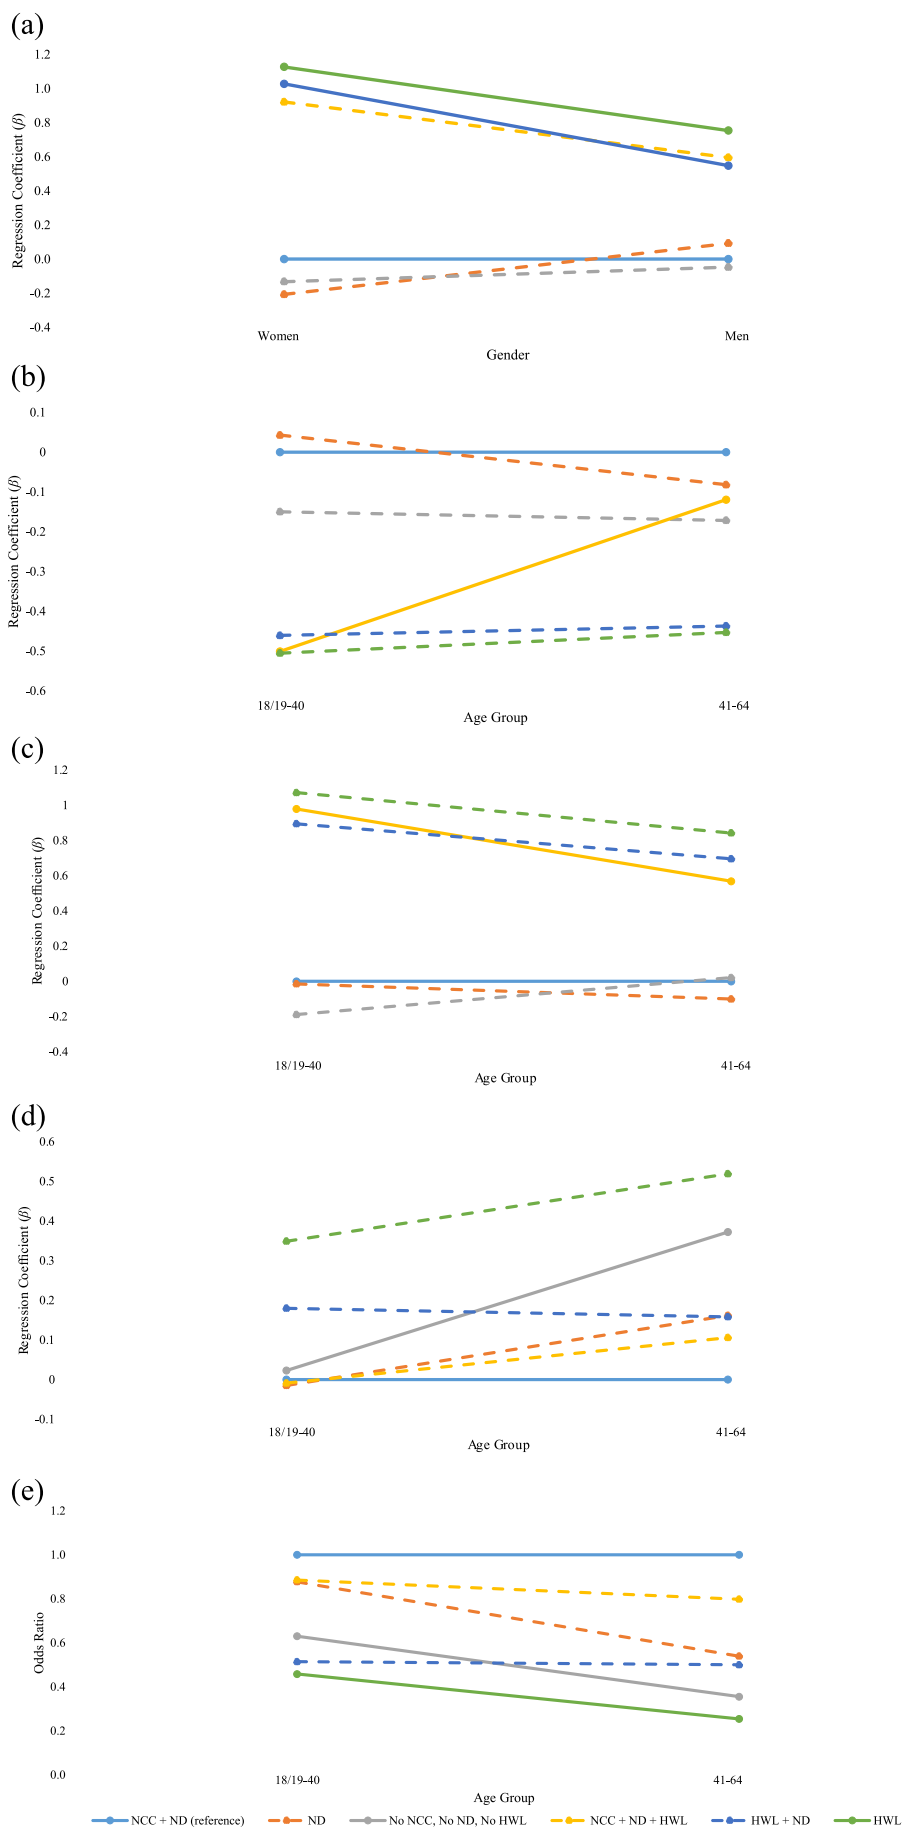 (a)
1.2
1.0
0.8
0.6
0.4
0.2
0.0
-0.2
-0.4
Regression Coefficient (β)
Women
Men
Gender
(b)
0.1
0
-0.1
-0.2
-0.3
-0.4
-0.5
-0.6
Regression Coefficient (β)
18/19-40
41-64
Age Group
(c)
1.2
1
0.8
0.6
0.4
0.2
0
-0.2
-0.4
Regression Coefficient (β)
18/19-40
41-64
Age Group
(d)
0.6
0.5
0.4
0.3
0.2
0.1
0
-0.1
Regression Coefficient (β)
18/19-40
41-64
Age Group
(e)
1.2
1.0
0.8
0.6
0.4
0.2
0.0
Odds Ratio
18/19-40
41-64
Age Group
NCC + ND (reference) ND No NCC, No ND, No HWL NCC + ND + HWL HWL + ND HWL